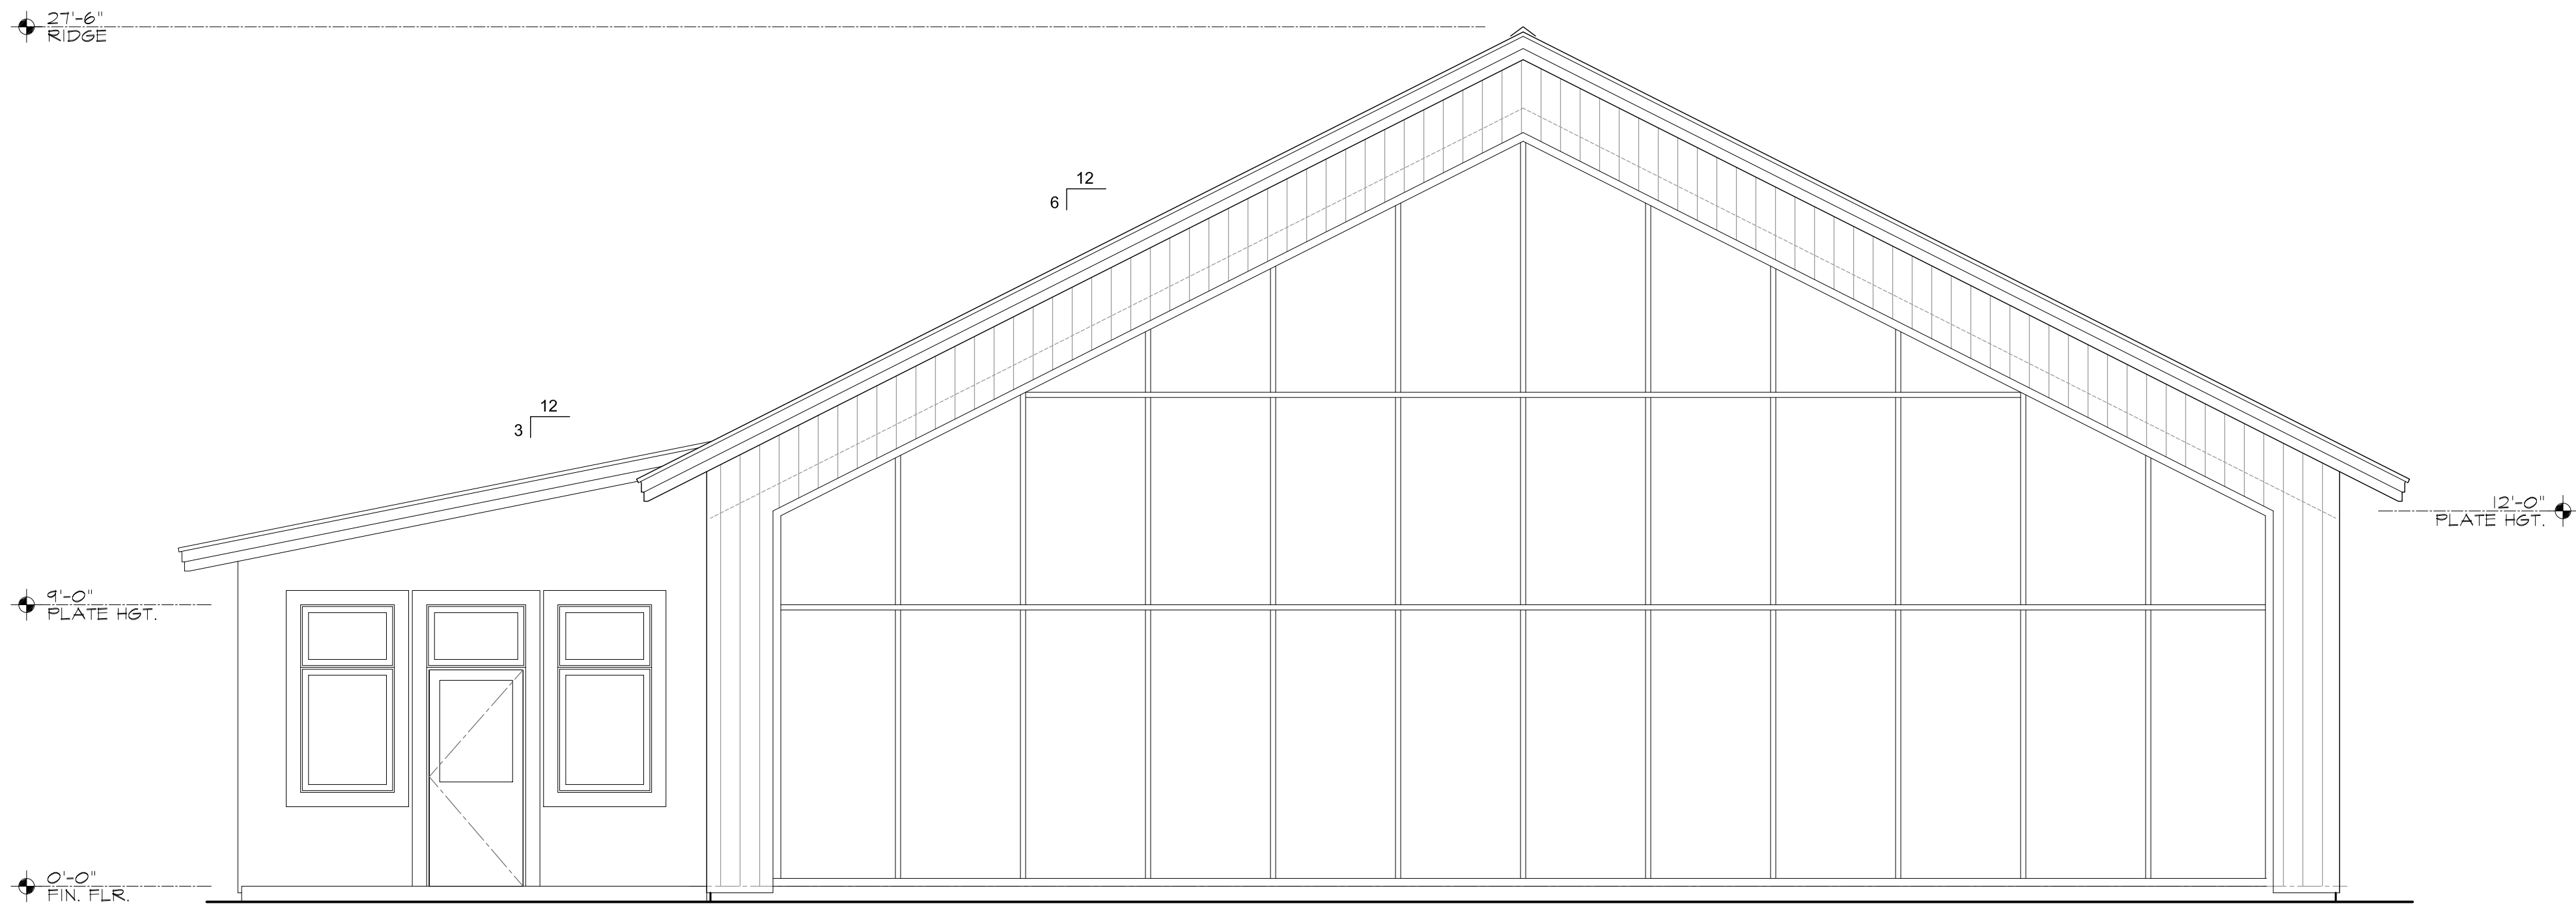 27'-6"
RIDGE
12
6
12
3
12'-0"
PLATE HGT.
9'-0"
PLATE HGT.
0'-0"
FIN. FLR.